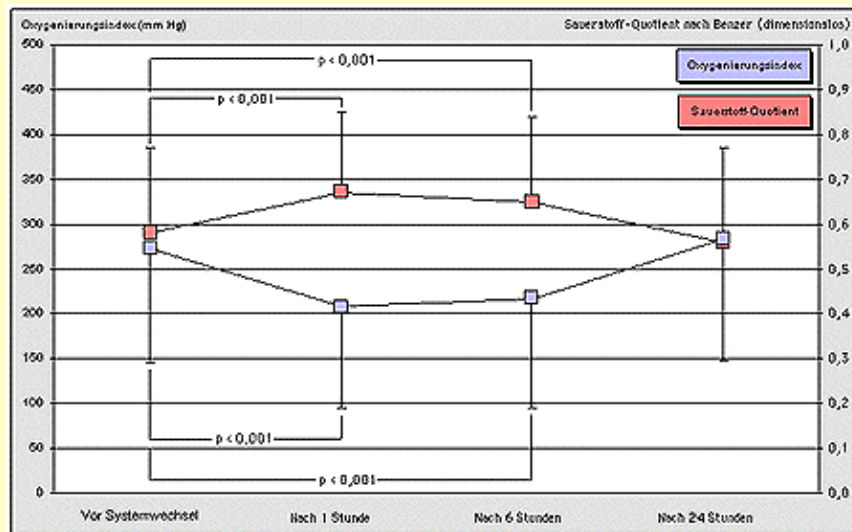 Oxygenierungsindex (mm Hg)
Sauerstoff-Quotient nach Benzer (dimensionslos)
500
450
400
350
300
250
200
150
100
50
0
1,0
0,9
0,8
0,7
0,6
0,5
0,4
0,3
0,2
0,1
0,0
Oxygenierungsindex
Sauerstoff-Quotient
p < 0,001
p < 0,001
p < 0,001
p < 0,001
Vor Systemwechsel
Nach 1 Stunde
Nach 6 Stunden
Nach 24 Stunden